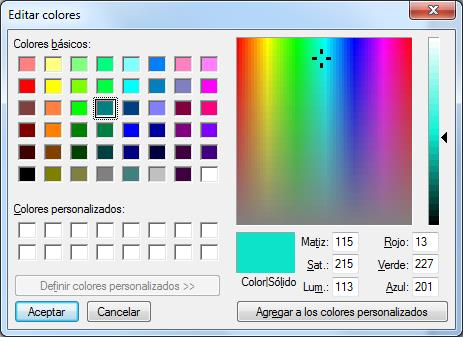 Editar colores
Colores básicos:
Colores personalizados:
Definir colores personalizados >>
Aceptar
Cancelar
Color|Sólido
Matiz: 115
Sat.: 215
Lum.: 113
Rojo: 13
Verde: 227
Azul: 201
Agregar a los colores personalizados